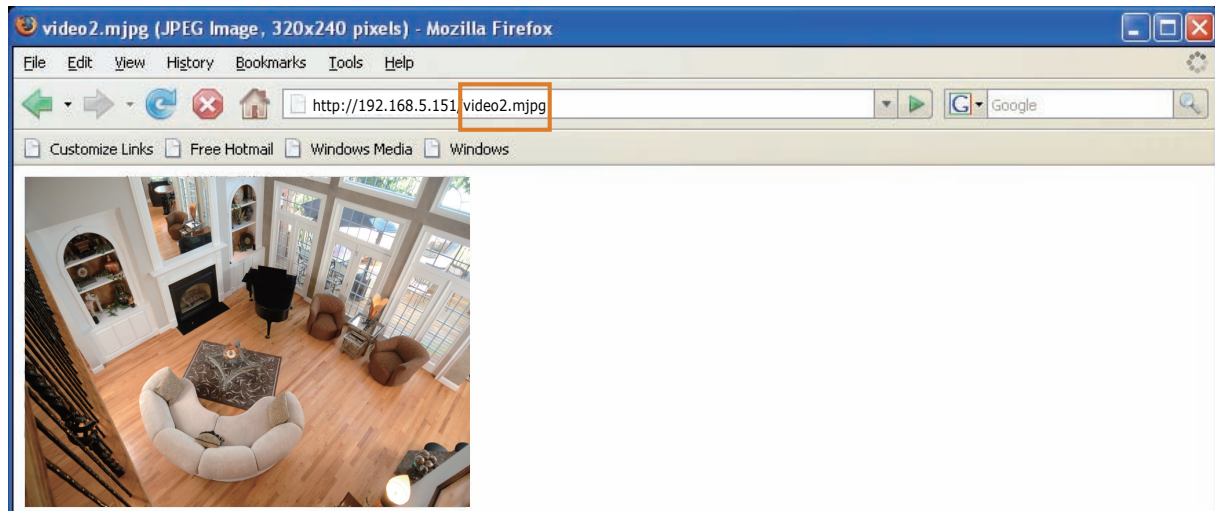 video2.mjpg (JPEG Image, 320x240 pixels) - Mozilla Firefox
File Edit View History Bookmarks Tools Help
http://192.168.5.151/video2.mjpg G Google
Customize Links Free Hotmail Windows Media Windows